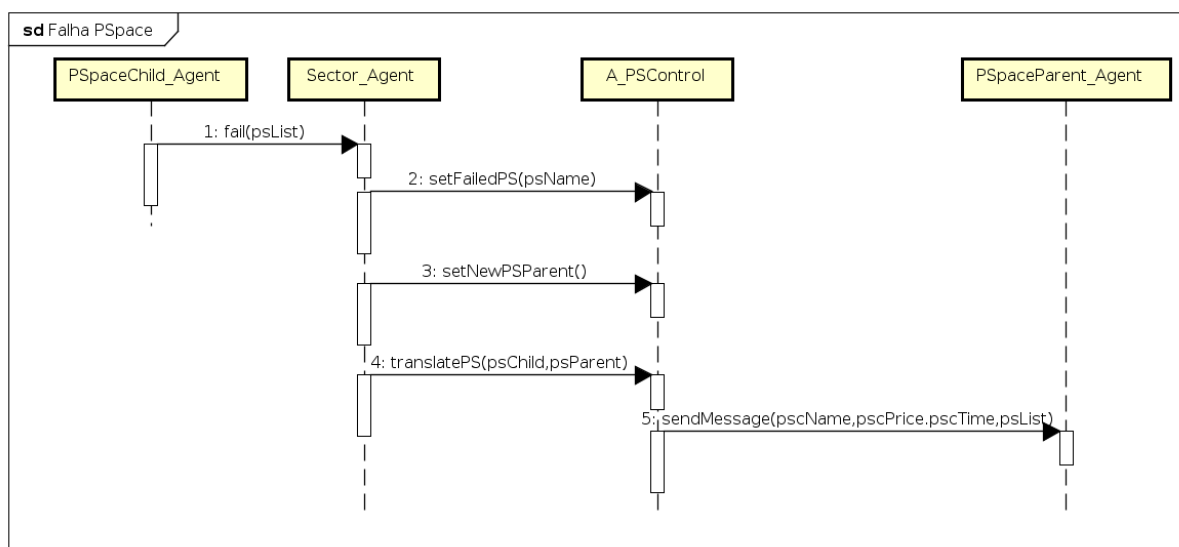 sd Falha PSpace
PSpaceChild_Agent
Sector_Agent
A_PSControl
PSpaceParent_Agent
1: fail(psList)
2: setFailedPS(psName)
3: setNewPSParent()
4: translatePS(psChild,psParent)
5: sendMessage(pscName,pscPrice.pscTime,psList)